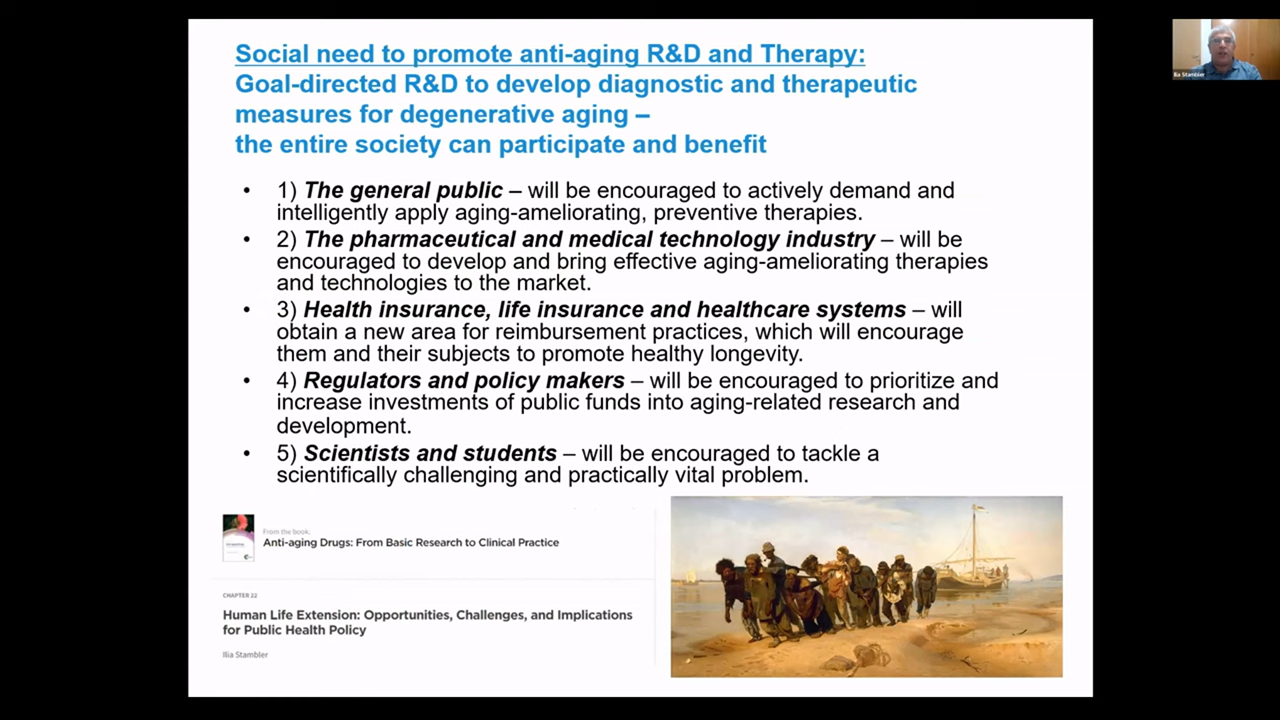 Social need to promote anti-aging R&D and Therapy:
Goal-directed R&D to develop diagnostic and therapeutic
measures for degenerative aging –
the entire society can participate and benefit
• 1) The general public – will be encouraged to actively demand and
intelligently apply aging-ameliorating, preventive therapies.
• 2) The pharmaceutical and medical technology industry – will be
encouraged to develop and bring effective aging-ameliorating therapies
and technologies to the market.
• 3) Health insurance, life insurance and healthcare systems – will
obtain a new area for reimbursement practices, which will encourage
them and their subjects to promote healthy longevity.
• 4) Regulators and policy makers – will be encouraged to prioritize and
increase investments of public funds into aging-related research and
development.
• 5) Scientists and students – will be encouraged to tackle a
scientifically challenging and practically vital problem.
From the book:
Anti-aging Drugs: From Basic Research to Clinical Practice
CHAPTER 22
Human Life Extension: Opportunities, Challenges, and Implications
for Public Health Policy
Ilia Stambler
Ilia Stambler